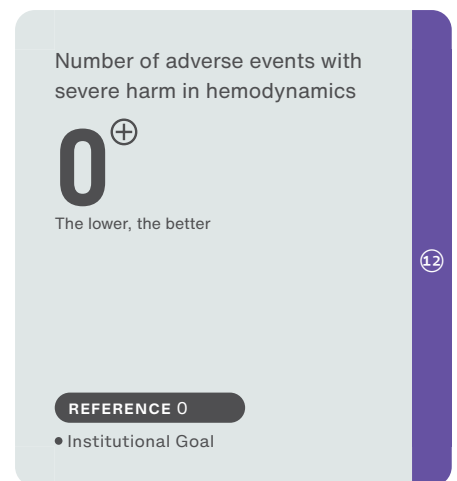 Number of adverse events with
severe harm in hemodynamics
0⊕
The lower, the better
⑫
REFERENCE 0
• Institutional Goal